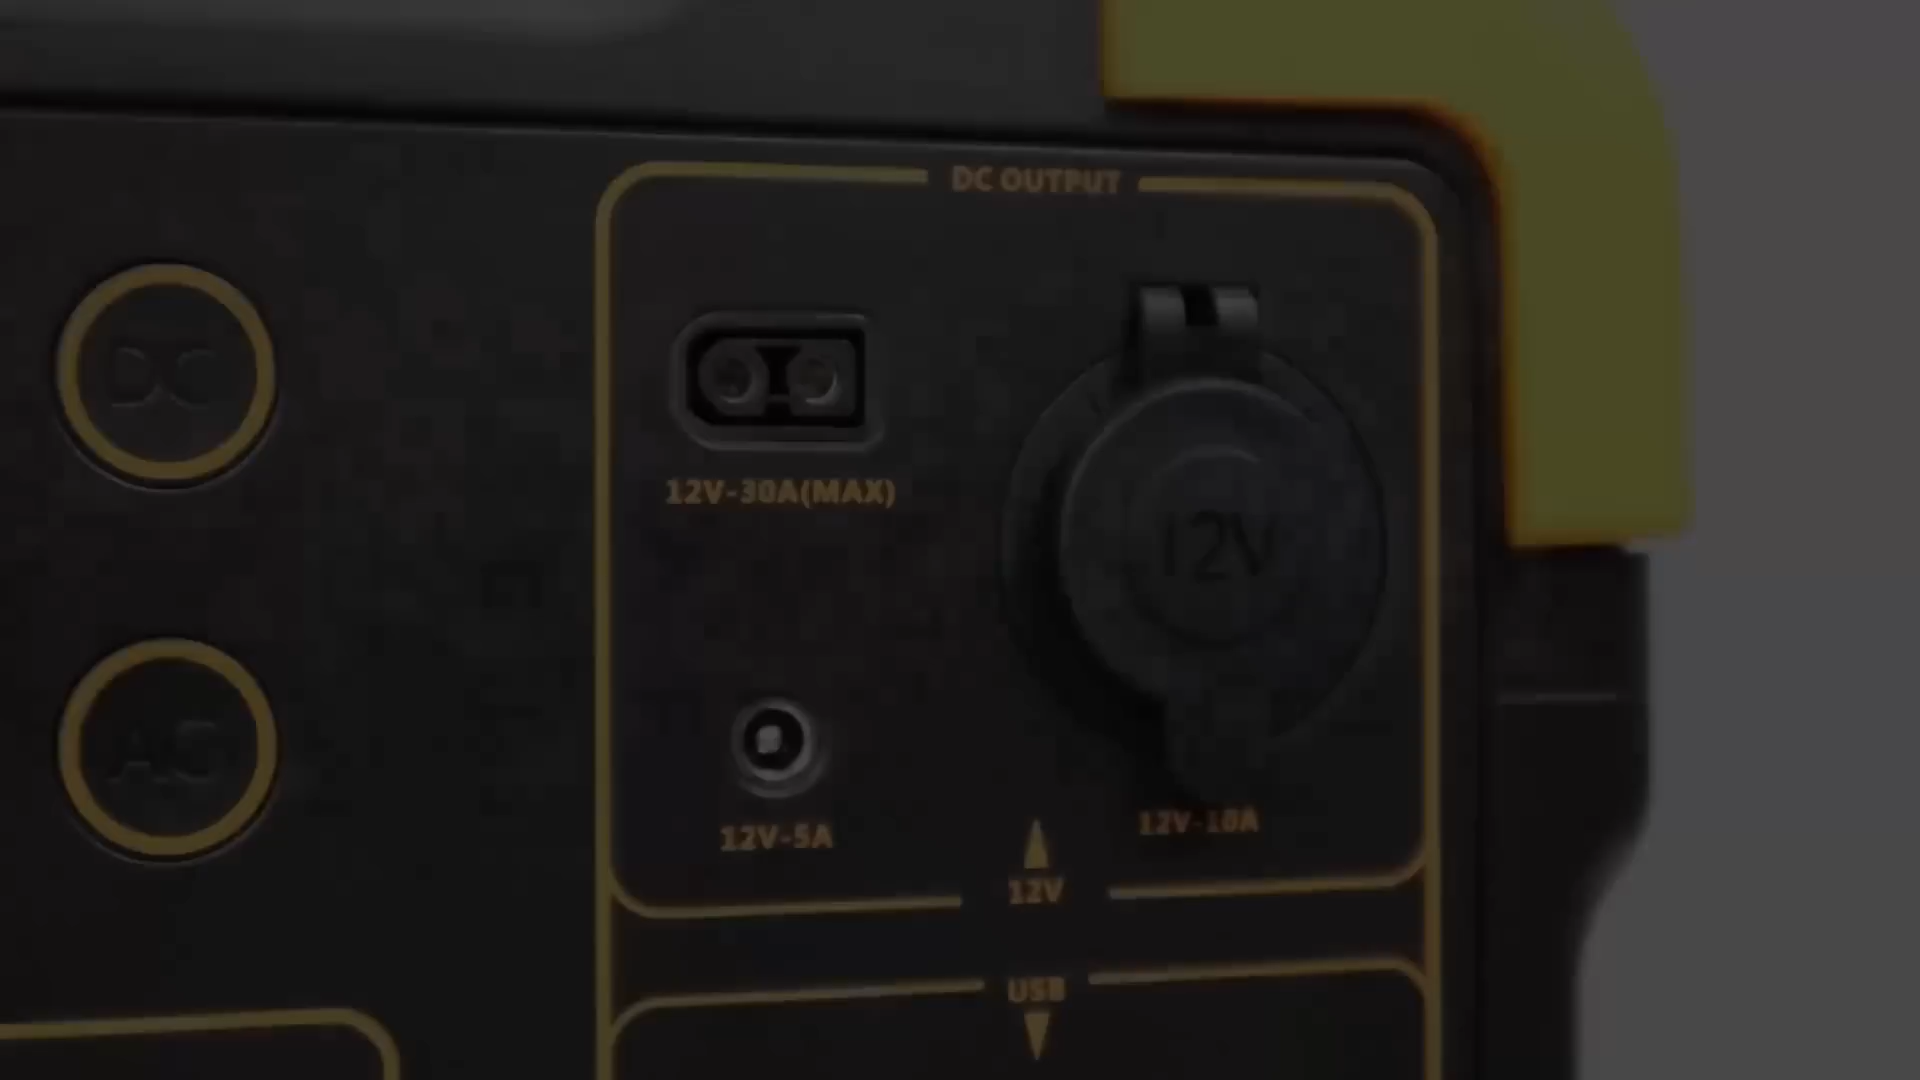 DC OUTPUT
DC
12V-30A(MAX)
12V
AC
12V-5A
12V-10A
12V
USB